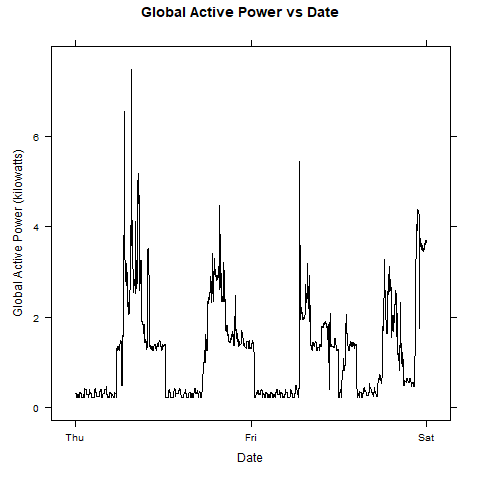 Global Active Power vs Date
Global Active Power (kilowatts)
6
4
2
0
Thu
Fri
Sat
Date